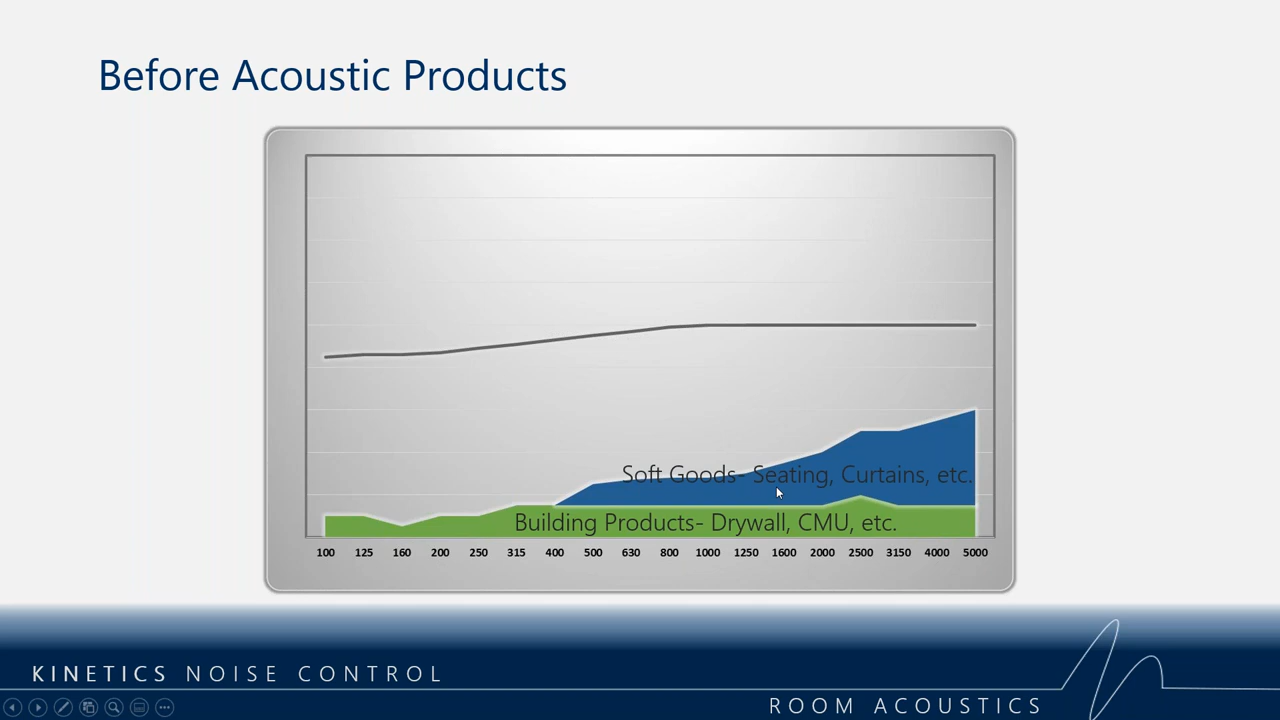 Before Acoustic Products
Soft Goods- Seating, Curtains, etc.
Building Products- Drywall, CMU, etc.
100 125 160 200 250 315 400 500 630 800 1000 1250 1600 2000 2500 3150 4000 5000
KINETICS NOISE CONTROL
ROOM ACOUSTICS